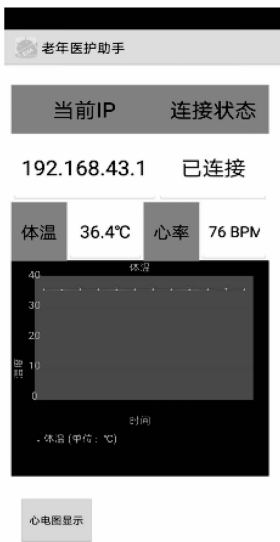 老年医护助手
当前IP 连接状态
192.168.43.1 已连接
体温 36.4℃ 心率 76 BPM
体温
40
30
20
10
0
温度
时间
体温 (单位: ℃)
心电图显示